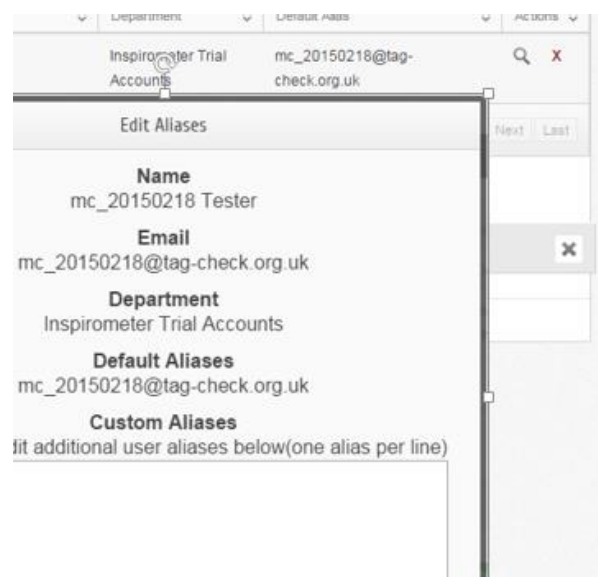 Department Default Alias Actions
Inspirometer Trial mc_20150218@tag- X
Accounts check.org.uk
Edit Aliases
Next Last
Name
mc_20150218 Tester
Email
mc_20150218@tag-check.org.uk
Department
Inspirometer Trial Accounts
Default Aliases
mc_20150218@tag-check.org.uk
Custom Aliases
dit additional user aliases below(one alias per line)